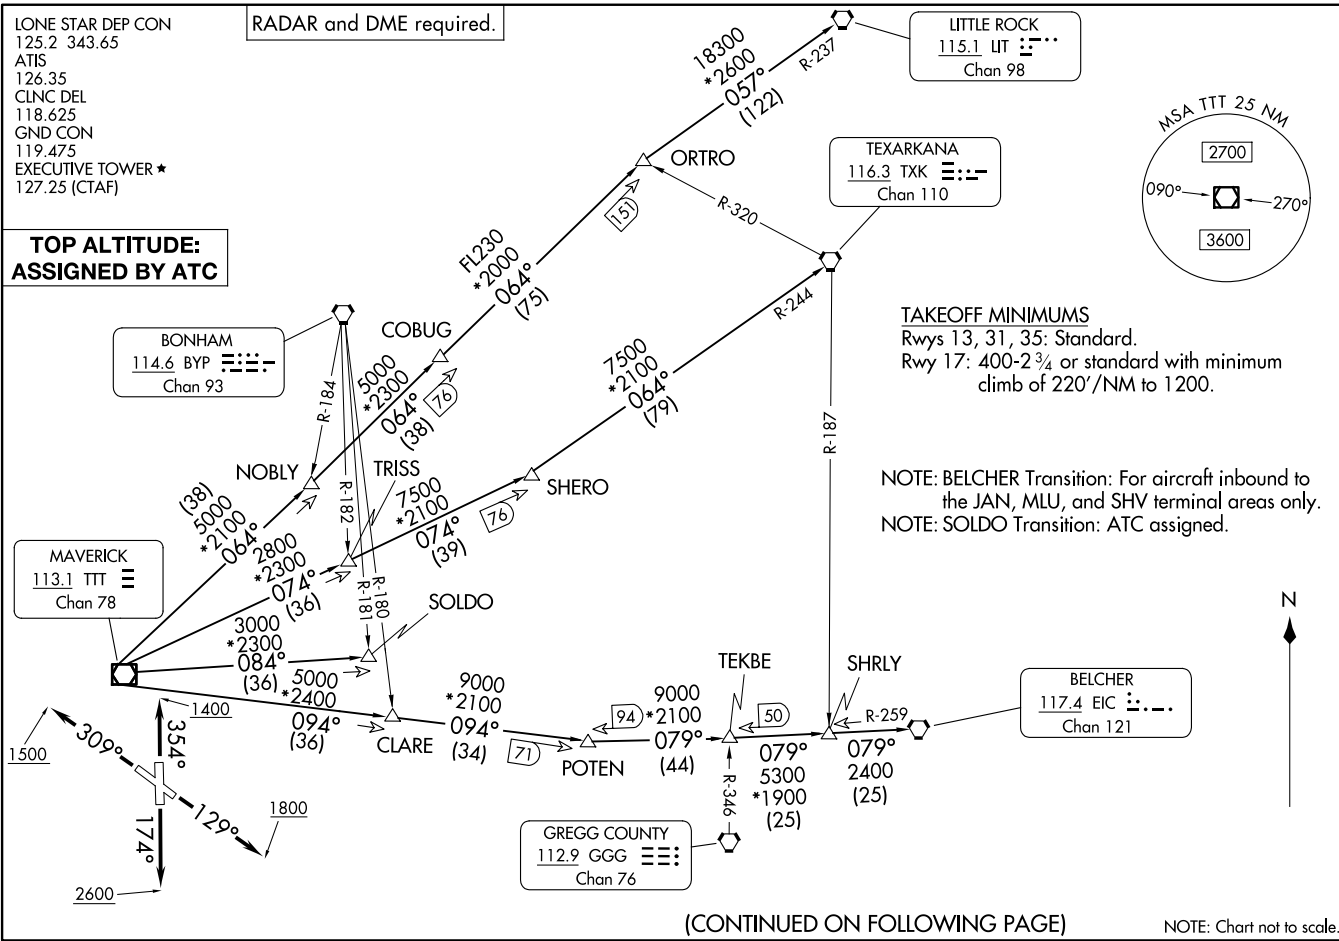 LONE STAR DEP CON
125.2 343.65
ATIS
126.35
CLNC DEL
118.625
GND CON
119.475
EXECUTIVE TOWER ★
127.25 (CTAF)
RADAR and DME required.
TOP ALTITUDE:
ASSIGNED BY ATC
LITTLE ROCK
115.1 LIT
Chan 98
R-237
18300
*2600
057°
(122)
MSA TTT 25 NM
2700
090°
270°
3600
TEXARKANA
116.3 TXK
Chan 110
ORTRO
R-320
151
FL230
*2000
064°
(75)
R-244
BONHAM
114.6 BYP
Chan 93
COBUG
TAKEOFF MINIMUMS
Rwys 13, 31, 35: Standard.
Rwy 17: 400-2 ¾ or standard with minimum
climb of 220'/NM to 1200.
R-184
5000
*2300
064°
(38)
76
7500
*2100
064°
(79)
R-187
NOBLY
TRISS
SHERO
R-182
7500
*2100
074°
(39)
76
NOTE: BELCHER Transition: For aircraft inbound to
the JAN, MLU, and SHV terminal areas only.
NOTE: SOLDO Transition: ATC assigned.
(38)
5000
*2100
064°
MAVERICK
113.1 TTT
Chan 78
2800
*2300
074°
(36)
R-181
R-180
SOLDO
3000
*2300
084°
(36)
5000
*2400
094°
(36)
CLARE
9000
*2100
094°
(34)
71
POTEN
94
9000
*2100
079°
(44)
TEKBE
50
079°
5300
*1900
(25)
SHRLY
R-259
079°
2400
(25)
BELCHER
117.4 EIC
Chan 121
N
R-346
GREGG COUNTY
112.9 GGG
Chan 76
1400
1500
309°
354°
129°
1800
174°
2600
(CONTINUED ON FOLLOWING PAGE)
NOTE: Chart not to scale.